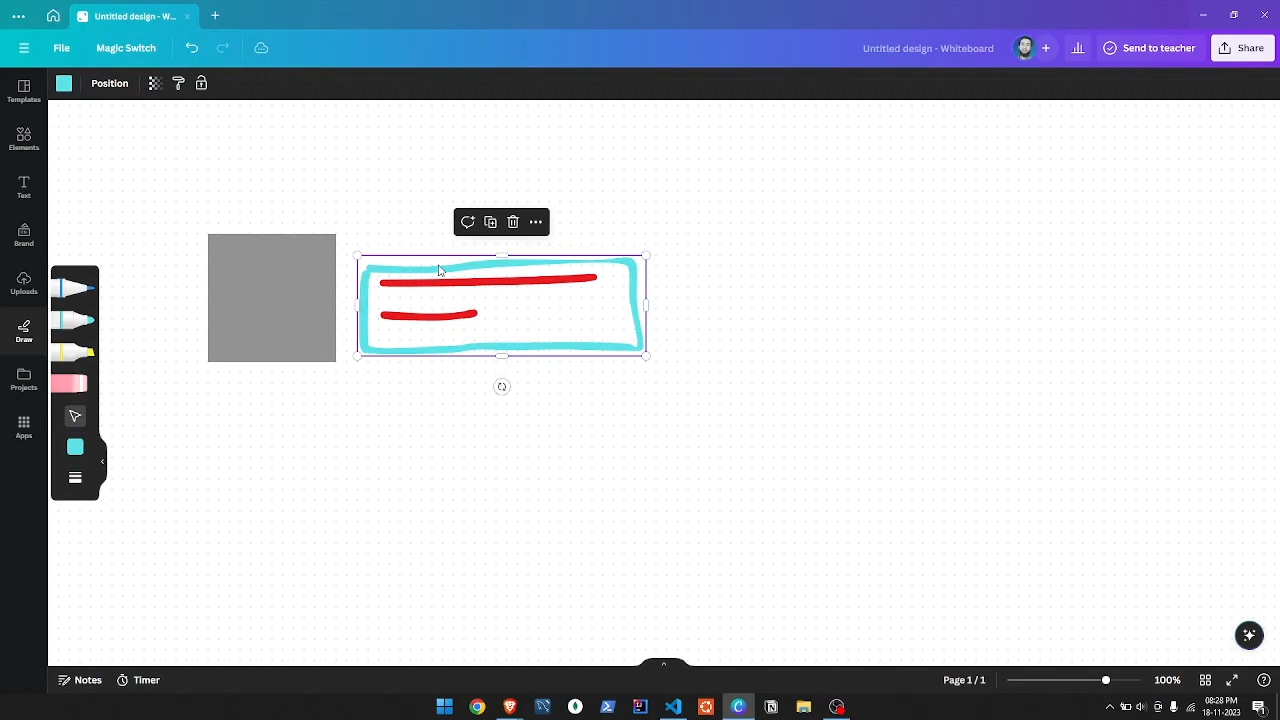 Untitled design - W...
File
Magic Switch
Untitled design - Whiteboard
Send to teacher
Share
Position
Templates
Elements
Text
Brand
Uploads
Draw
Projects
Apps
Notes
Timer
Page 1 / 1
100%
08:28 PM
18-11-2023